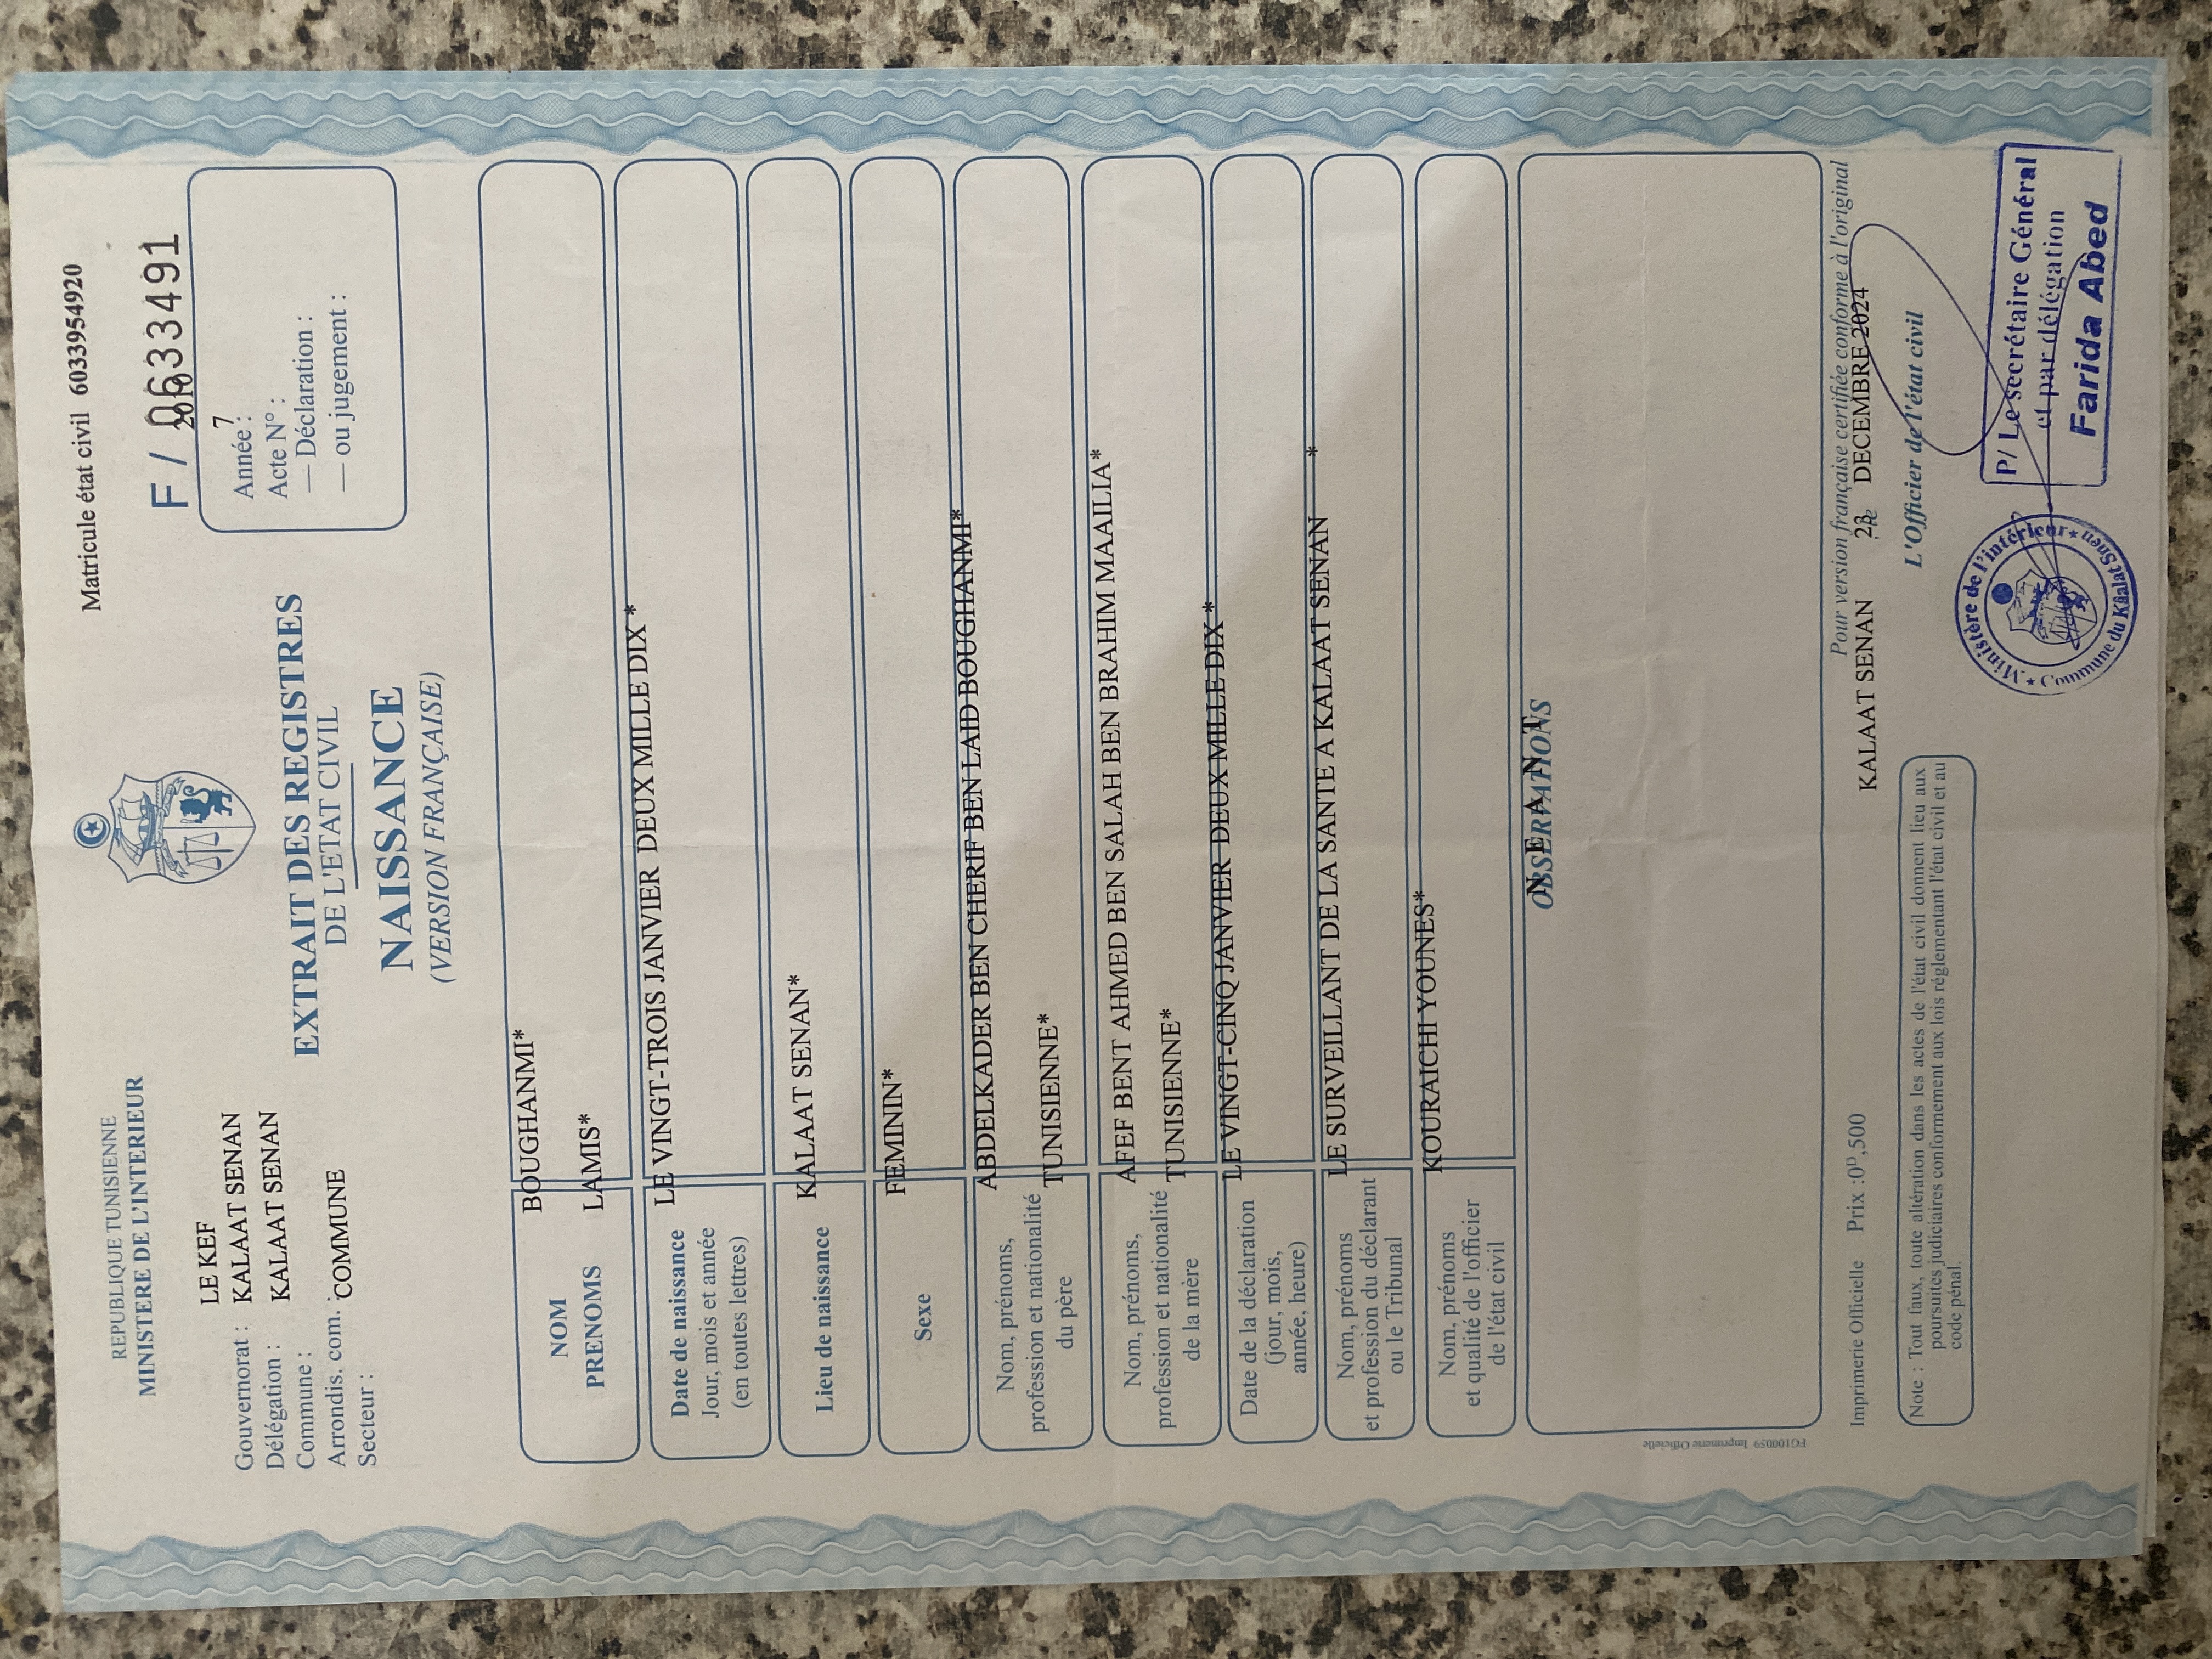 REPUBLIQUE TUNISIENNE
MINISTERE DE L'INTERIEUR
Matricule état civil 6033954920
F / 0633491
LE KEF
Gouvernorat : KALAAT SENAN
Délégation : KALAAT SENAN
Commune :
Arrondis. com. : COMMUNE
Secteur :
EXTRAIT DES REGISTRES
DE L'ETAT CIVIL
NAISSANCE
(VERSION FRANÇAISE)
2010
Année : 7
Acte N° :
— Déclaration :
— ou jugement :
NOM BOUGHANMI*
PRENOMS LAMIS*
Date de naissance
Jour, mois et année
(en toutes lettres)
LE VINGT-TROIS JANVIER DEUX MILLE DIX *
Lieu de naissance
KALAAT SENAN*
Sexe
FEMININ*
Nom, prénoms,
profession et nationalité
du père
ABDELKADER BEN CHERIF BEN LAID BOUGHANMI*
TUNISIENNE*
Nom, prénoms,
profession et nationalité
de la mère
AFEF BENT AHMED BEN SALAH BEN BRAHIM MAAILIA*
TUNISIENNE*
Date de la déclaration
(jour, mois,
année, heure)
LE VINGT-CINQ JANVIER DEUX MILLE DIX *
Nom, prénoms
et profession du déclarant
ou le Tribunal
LE SURVEILLANT DE LA SANTE A KALAAT SENAN *
Nom, prénoms
et qualité de l'officier
de l'état civil
KOURAICHI YOUNES*
OBSERVATIONS
N E A N T
FG100059 Imprimerie Officielle
Imprimerie Officielle Prix :0ᴰ,500
Pour version française certifiée conforme à l'original
KALAAT SENAN le DECEMBRE 2024
L'Officier de l'état civil
Note : Tout faux, toute altération dans les actes de l'état civil donnent lieu aux
poursuites judiciaires conformement aux lois réglementant l'état civil et au
code pénal.
Ministère de l'intérieur
Commune du Kâlat Snen
P/ Le secrétaire Général
et par délégation
Farida Abed